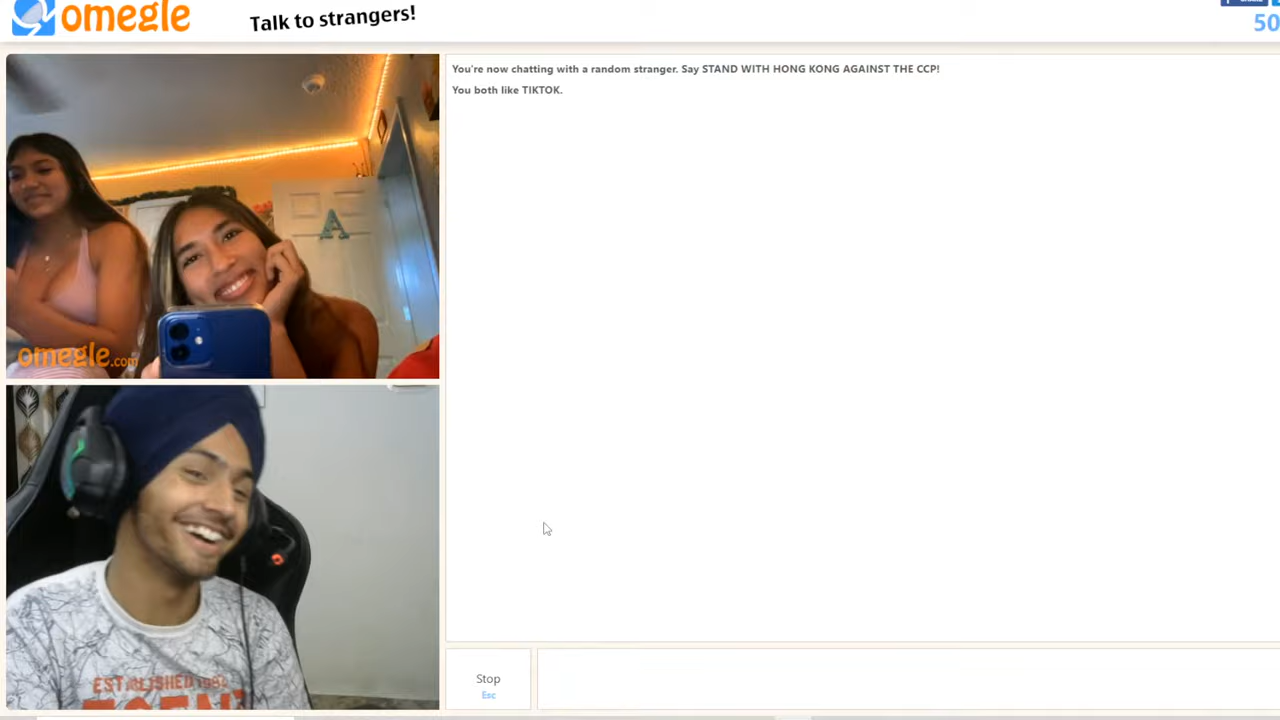 omegle
Talk to strangers!
50
You're now chatting with a random stranger. Say STAND WITH HONG KONG AGAINST THE CCP!
You both like TIKTOK.
A
omegle.com
ESTABLISHED
Stop
Esc